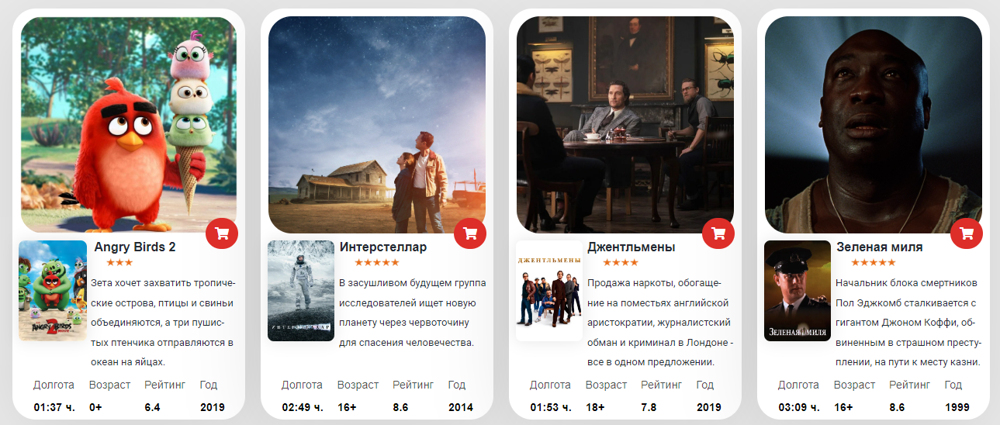 Angry Birds 2
Зета хочет захватить тропиче-
ские острова, птицы и свиньи
объединяются, а три пушис-
тых птенчика отправляются в
океан на яйцах.
ANGRY BIRDS
2
MOVIE
Долгота Возраст Рейтинг Год
01:37 ч. 0+ 6.4 2019
Интерстеллар
В засушливом будущем группа
исследователей ищет новую
планету через червоточину
для спасения человечества.
ИНТЕРСТЕЛЛАР
Долгота Возраст Рейтинг Год
02:49 ч. 16+ 8.6 2014
Джентльмены
ДЖЕНТЛЬМЕНЫ
Продажа наркоты, обогаще-
ние на поместьях английской
аристократии, журналистский
обман и криминал в Лондоне -
все в одном предложении.
Долгота Возраст Рейтинг Год
01:53 ч. 18+ 7.8 2019
Зеленая миля
Начальник блока смертников
Пол Эджкомб сталкивается с
гигантом Джоном Коффи, об-
виненным в страшном престу-
плении, на пути к месту казни.
ЗЕЛЕНАЯ МИЛЯ
Долгота Возраст Рейтинг Год
03:09 ч. 16+ 8.6 1999